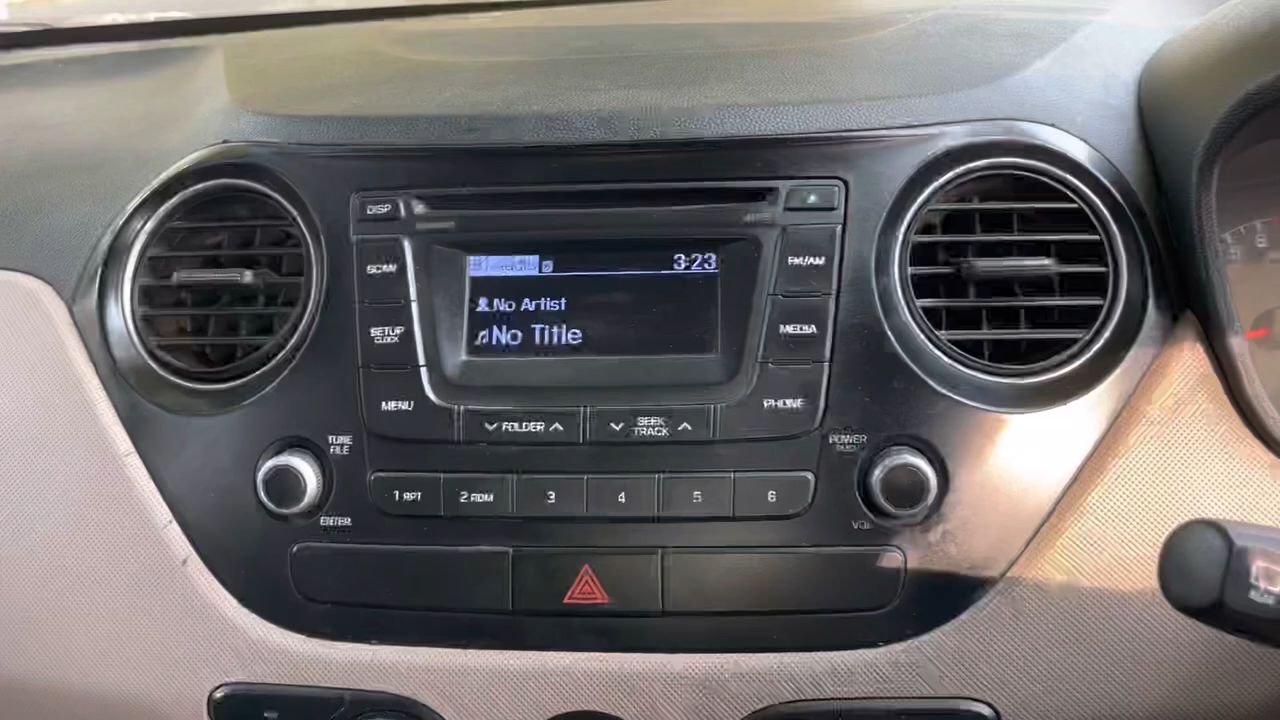 DISP
SCAN
3:23
FM/AM
No Artist
SETUP
CLOCK
No Title
MEDIA
MENU
PHONE
FOLDER
SEEK
TRACK
TUNE
FILE
POWER
1 RPT
2 RDM
3
4
5
6
ENTER
VOL